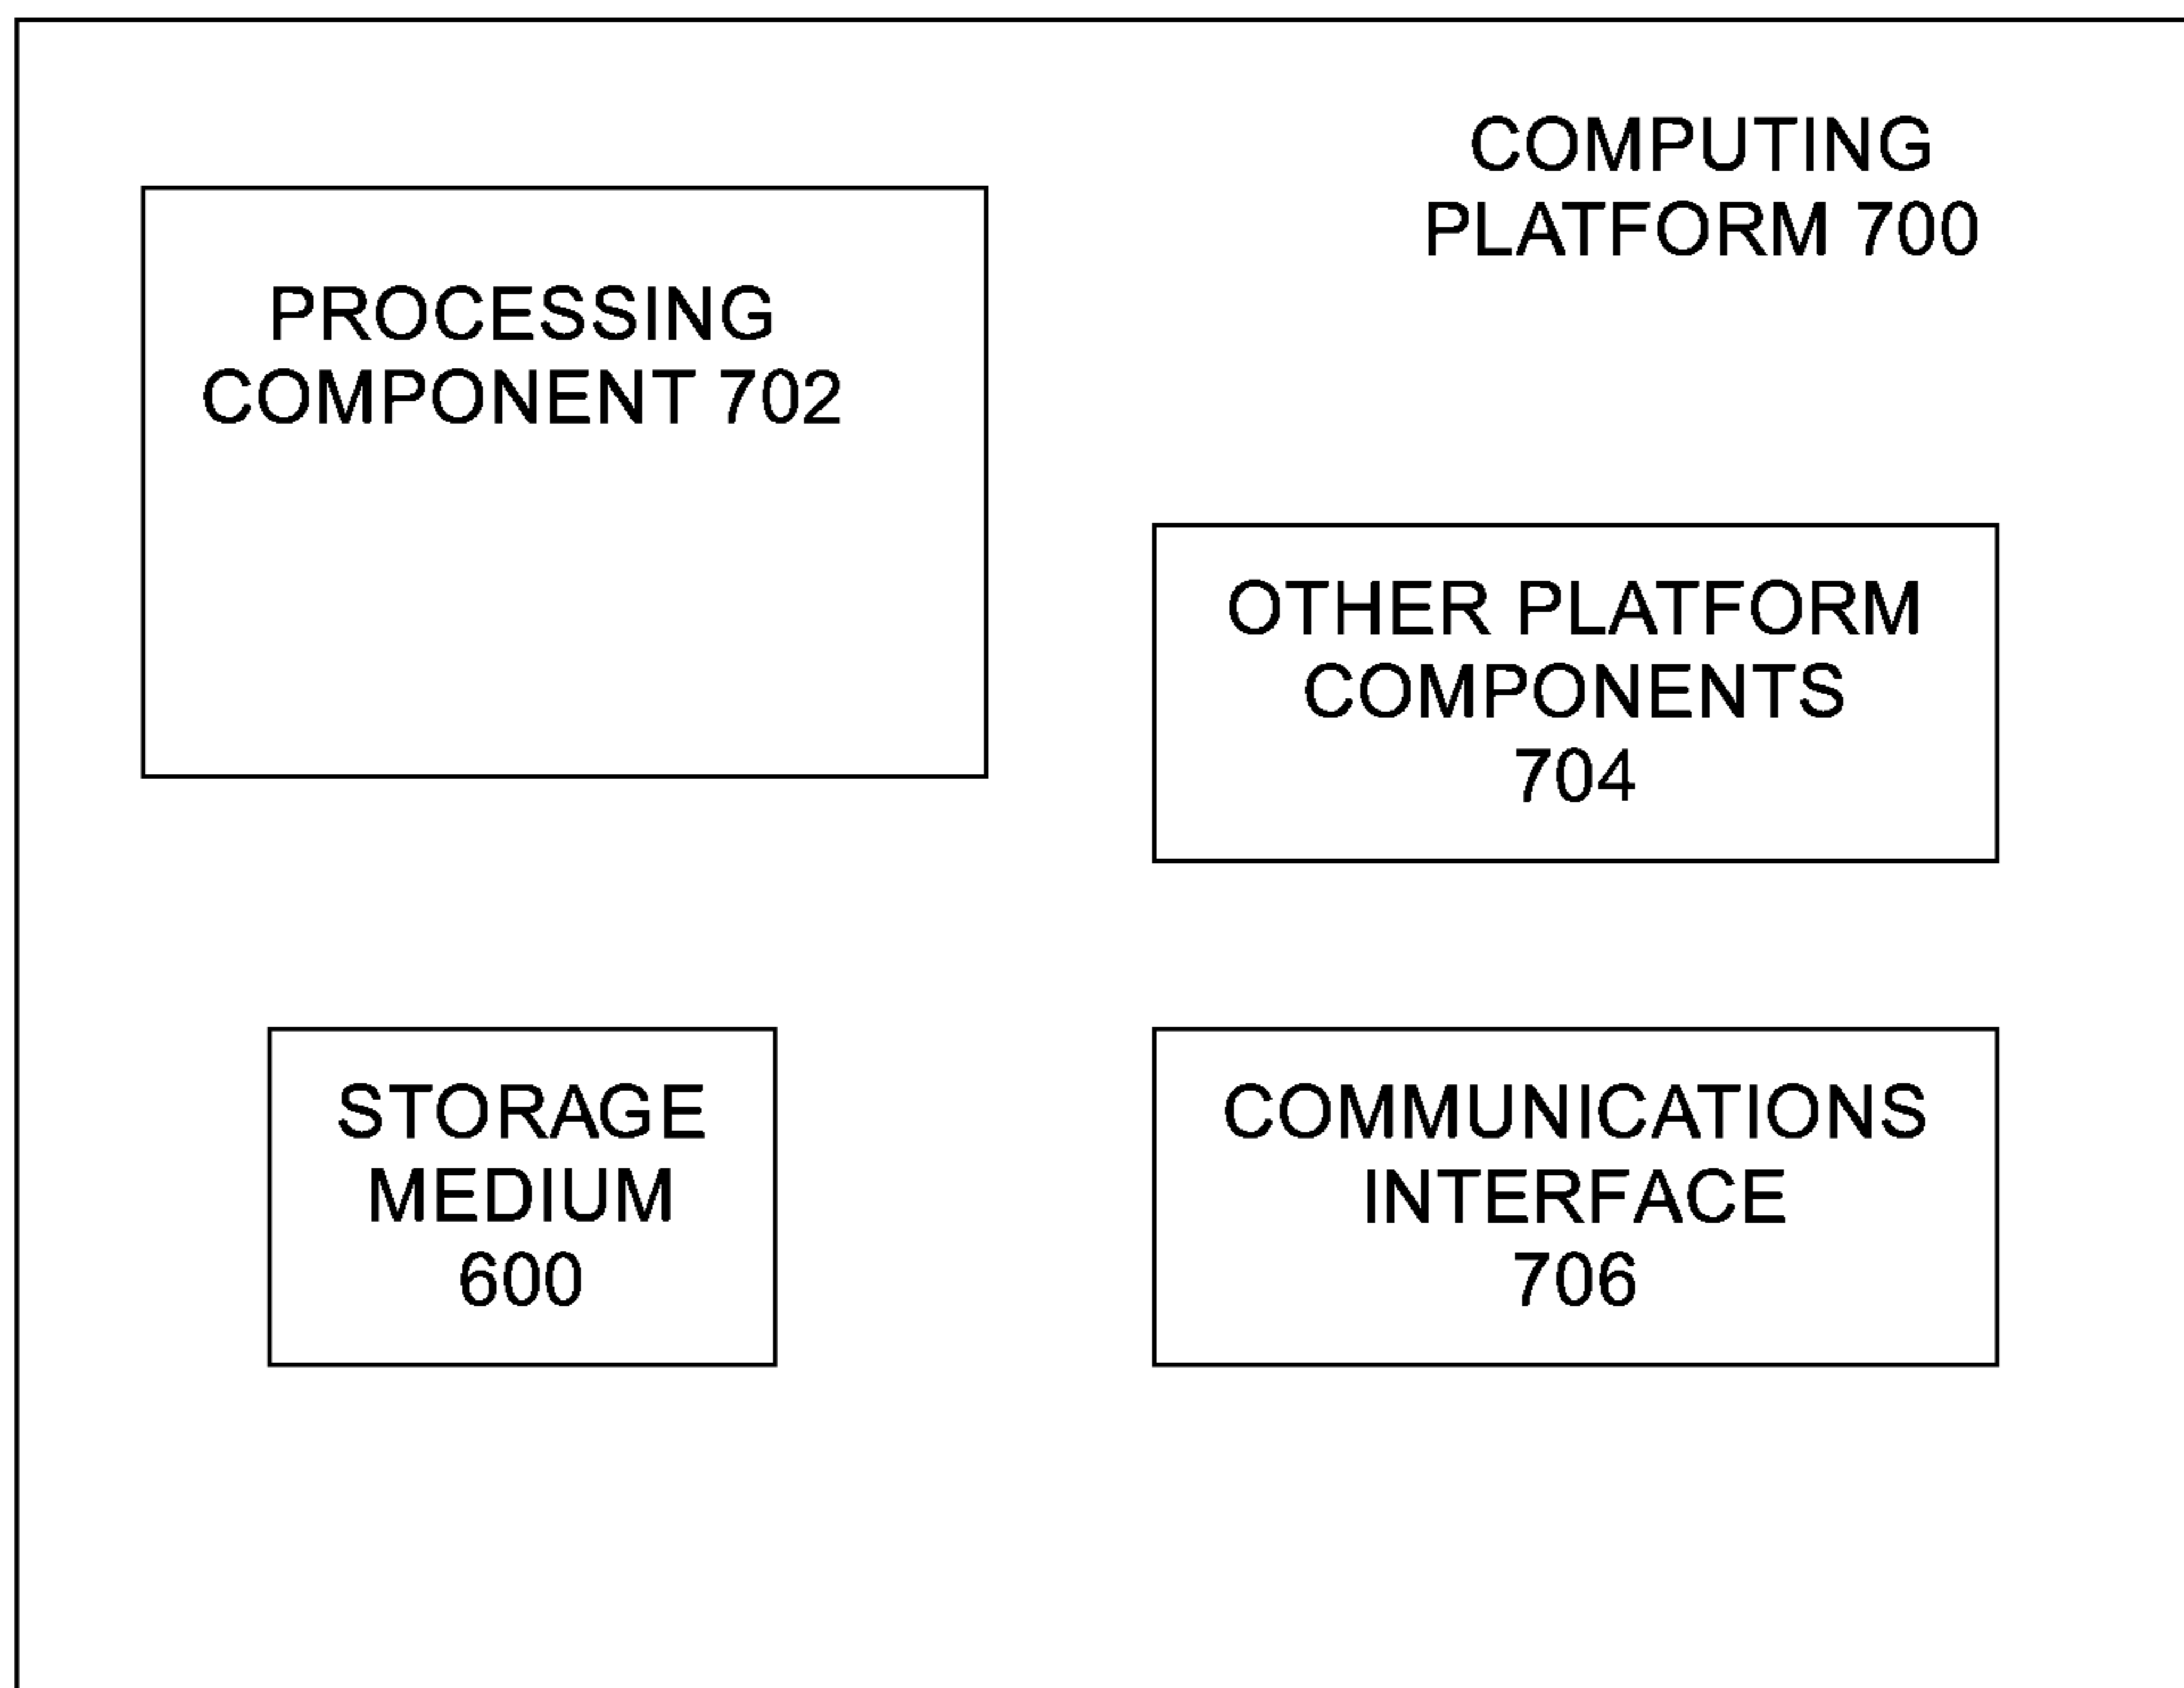 COMPUTING
PLATFORM 700
PROCESSING
COMPONENT 702
OTHER PLATFORM
COMPONENTS
704
STORAGE
MEDIUM
600
COMMUNICATIONS
INTERFACE
706